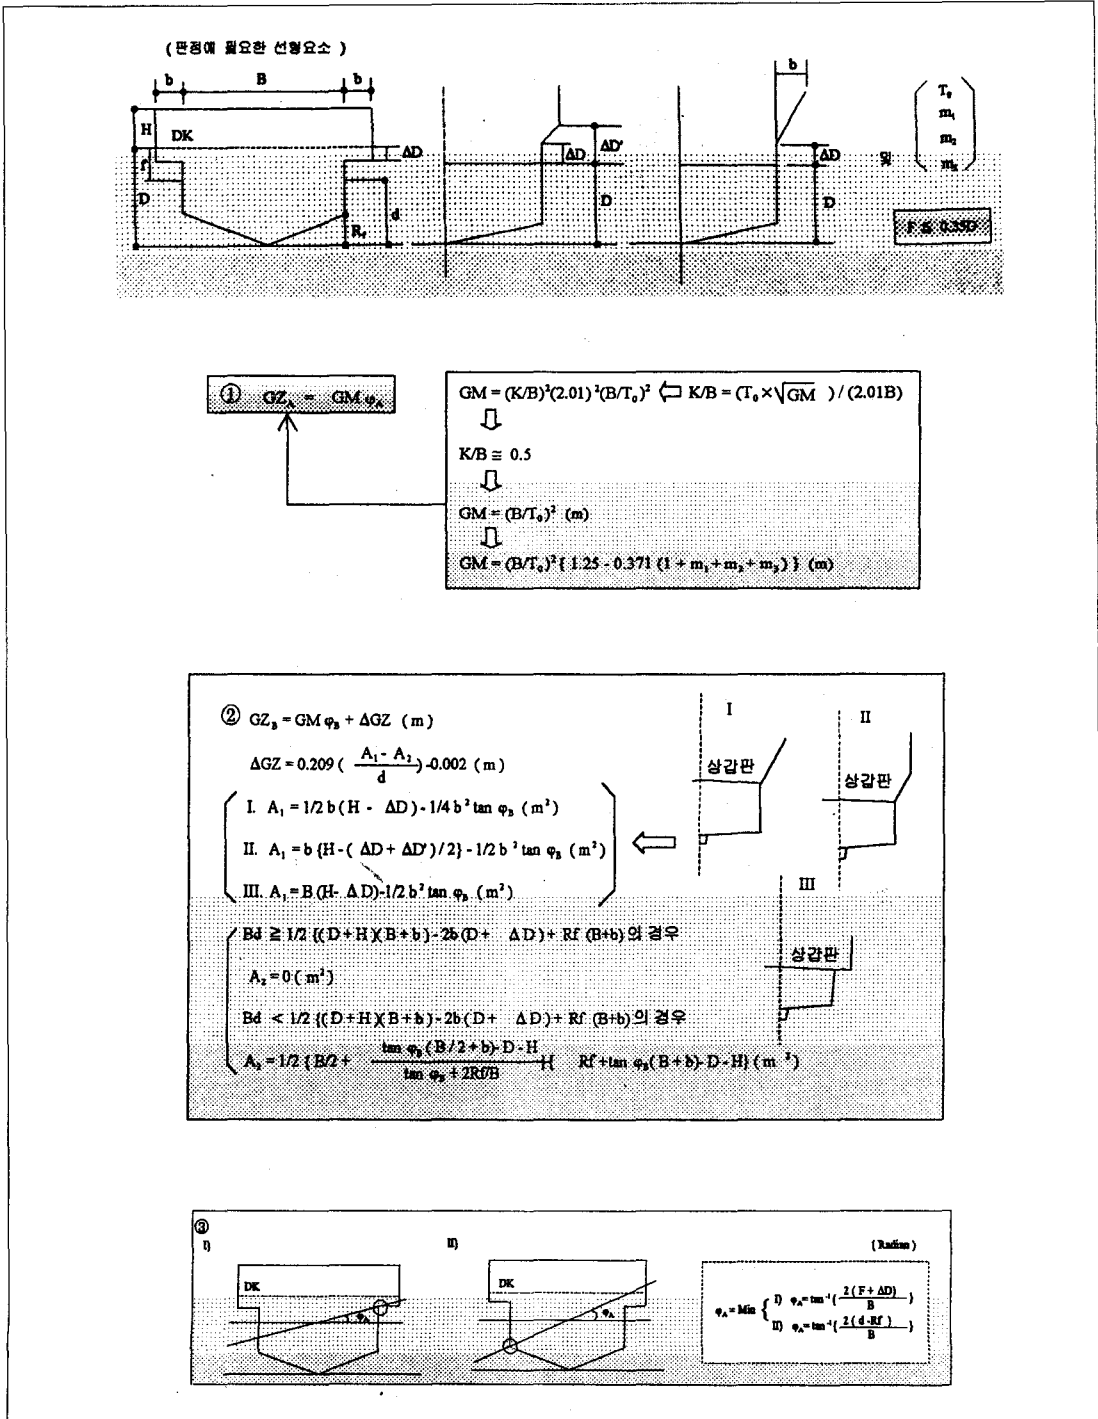 ( 판정에 필요한 선형요소 )
b B b
H DK ΔD
f
D d
R_f
ΔD ΔD'
D
b
ΔD
D
및
T₀
m₁
m₂
m₃
F ≦ 0.35D
① GZ_A = GM φ_A
GM = (K/B)²(2.01)²(B/T₀)² ⇦ K/B = (T₀×√GM ) / (2.01B)
K/B ≅ 0.5
GM = (B/T₀)² (m)
GM = (B/T₀)² { 1.25 - 0.371 (1 + m₁ + m₂ + m₃) } (m)
② GZ_B = GM φ_B + ΔGZ ( m )
ΔGZ = 0.209 ( (A₁ - A₂)/d ) -0.002 ( m )
I. A₁ = 1/2 b (H - ΔD ) - 1/4 b² tan φ_B (m²)
II. A₁ = b {H - ( ΔD + ΔD')/2} - 1/2 b² tan φ_B (m²)
III. A₁ = B (H- ΔD)-1/2 b² tan φ_B (m²)
Bd ≧ 1/2 {(D+H)(B+b)-2b(D+ ΔD)+ Rf (B+b)의 경우
A₂ = 0 ( m²)
Bd < 1/2 {(D+H)(B+b)-2b(D+ ΔD)+ Rf (B+b)의 경우
A₂ = 1/2 { B/2 + (tan φ_B (B/2+b)-D-H)/(tan φ_B + 2Rf/B) }{ Rf + tan φ_B (B+b)- D - H} ( m ²)
I
상갑판
II
상갑판
III
상갑판
③
I) II) (Radian)
DK
φ_A
DK
φ_A
φ_A = Min { I) φ_A = tan⁻¹{ 2 ( F + ΔD)/B }
II) φ_A = tan⁻¹{ 2 ( d -Rf )/B }